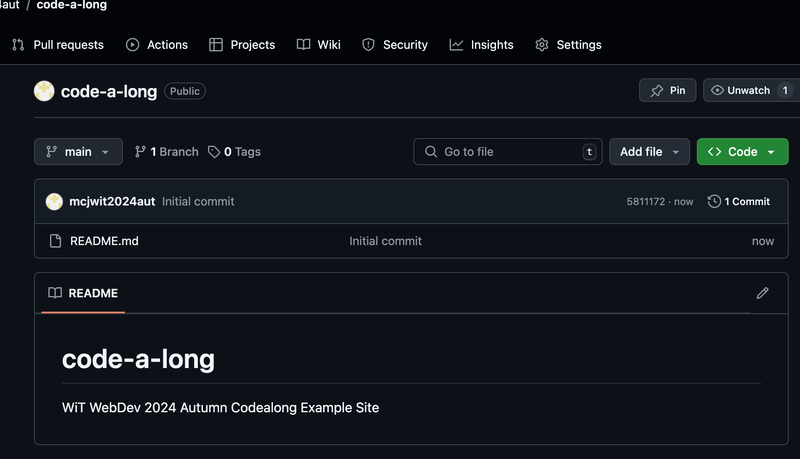 4aut / code-a-long
Pull requests Actions Projects Wiki Security Insights Settings
code-a-long Public Pin Unwatch 1
main 1 Branch 0 Tags Go to file t Add file Code
mcjwit2024aut Initial commit 5811172 · now 1 Commit
README.md Initial commit now
README
code-a-long
WiT WebDev 2024 Autumn Codealong Example Site